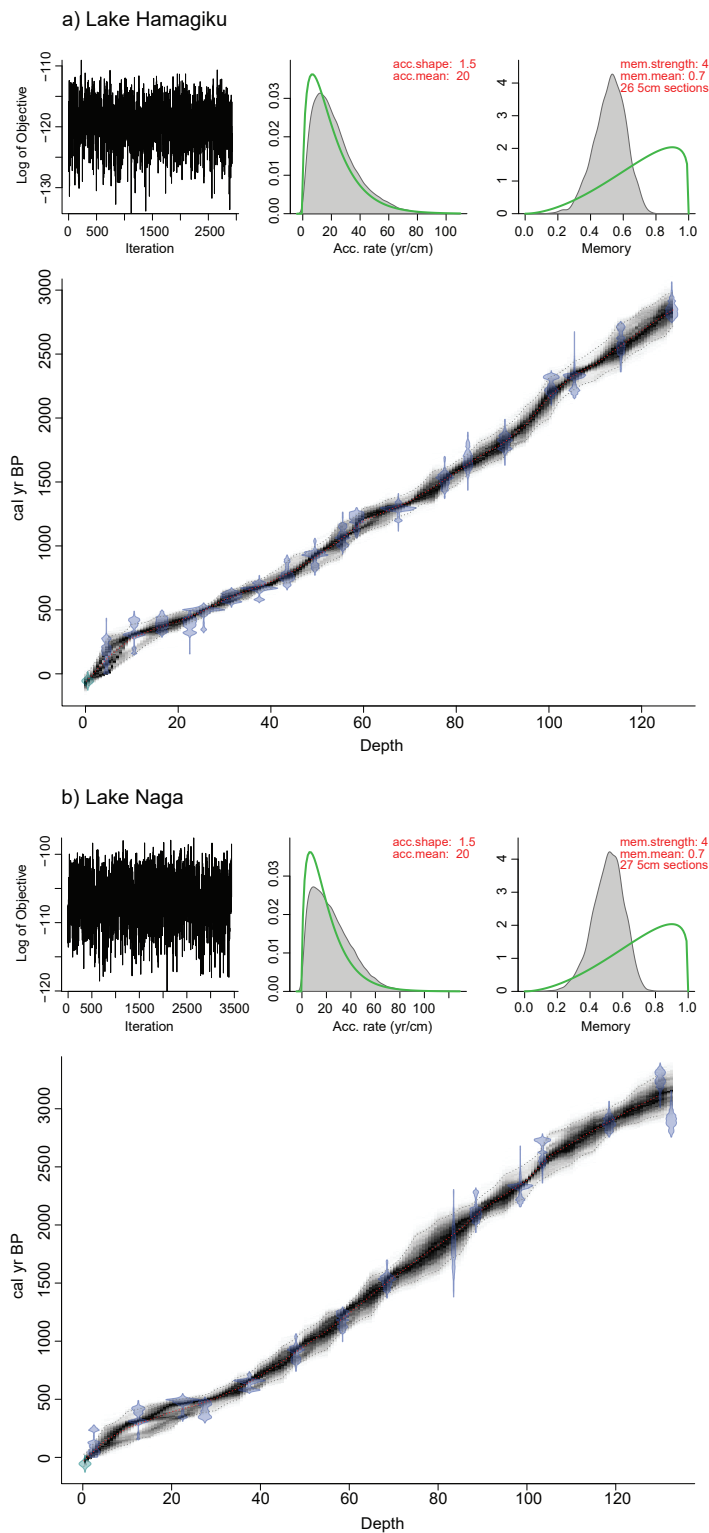 a) Lake Hamagiku
Log of Objective
−110
−120
−130
0 500 1500 2500
Iteration
acc.shape: 1.5
acc.mean: 20
0.00 0.01 0.02 0.03
0 20 40 60 80 100
Acc. rate (yr/cm)
mem.strength: 4
mem.mean: 0.7
26 5cm sections
0 1 2 3 4
0.0 0.2 0.4 0.6 0.8 1.0
Memory
cal yr BP
0 500 1000 1500 2000 2500 3000
0 20 40 60 80 100 120
Depth
b) Lake Naga
Log of Objective
−100
−110
−120
0 500 1500 2500 3500
Iteration
acc.shape: 1.5
acc.mean: 20
0.00 0.01 0.02 0.03
0 20 40 60 80 100
Acc. rate (yr/cm)
mem.strength: 4
mem.mean: 0.7
27 5cm sections
0 1 2 3 4
0.0 0.2 0.4 0.6 0.8 1.0
Memory
cal yr BP
0 500 1000 1500 2000 2500 3000
0 20 40 60 80 100 120
Depth